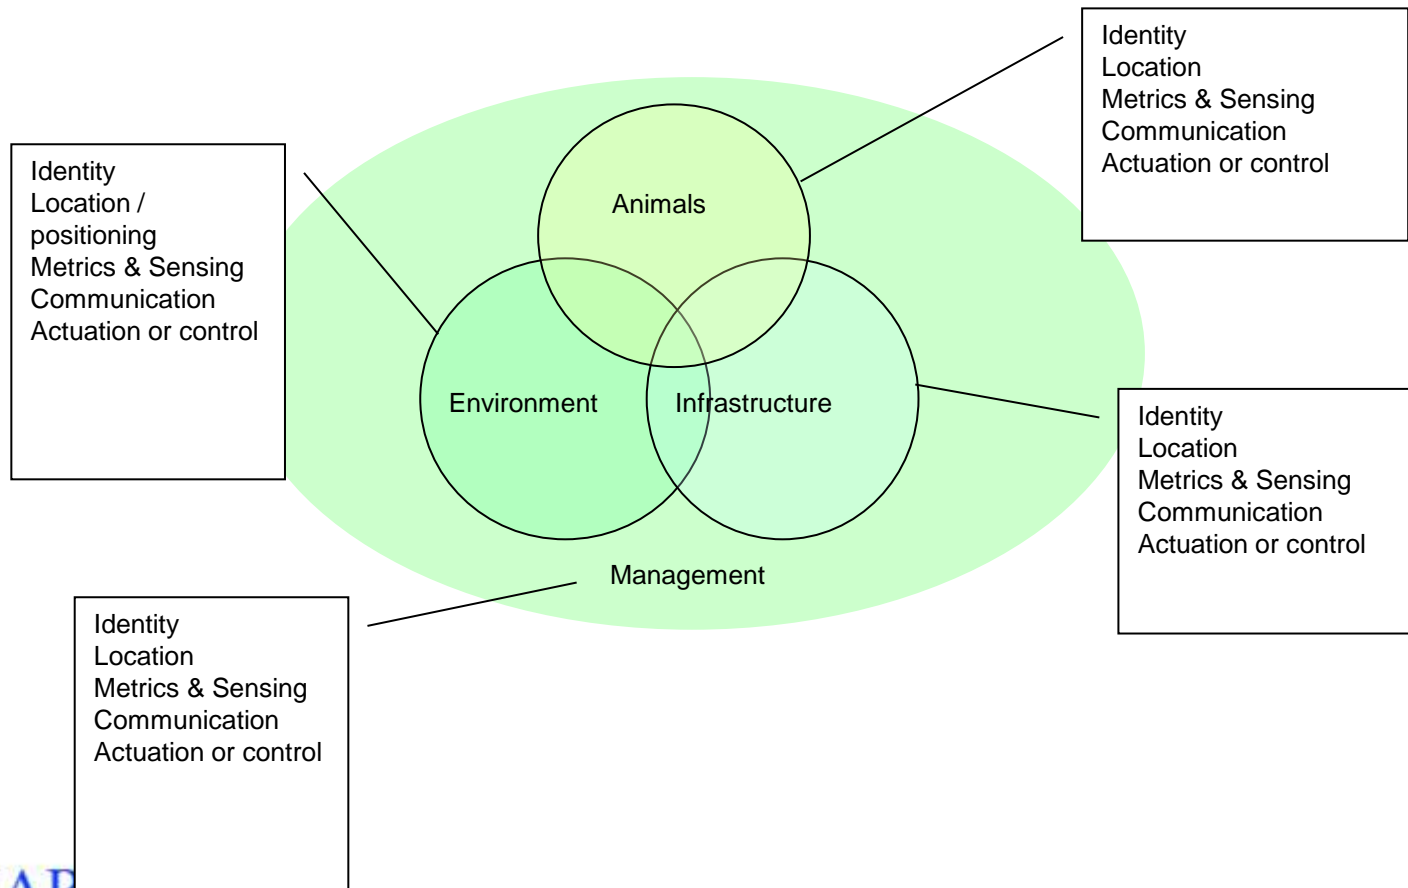 Identity
Location
Metrics & Sensing
Communication
Actuation or control
Identity
Location /
positioning
Metrics & Sensing
Communication
Actuation or control
Animals
Environment
Infrastructure
Identity
Location
Metrics & Sensing
Communication
Actuation or control
Management
Identity
Location
Metrics & Sensing
Communication
Actuation or control